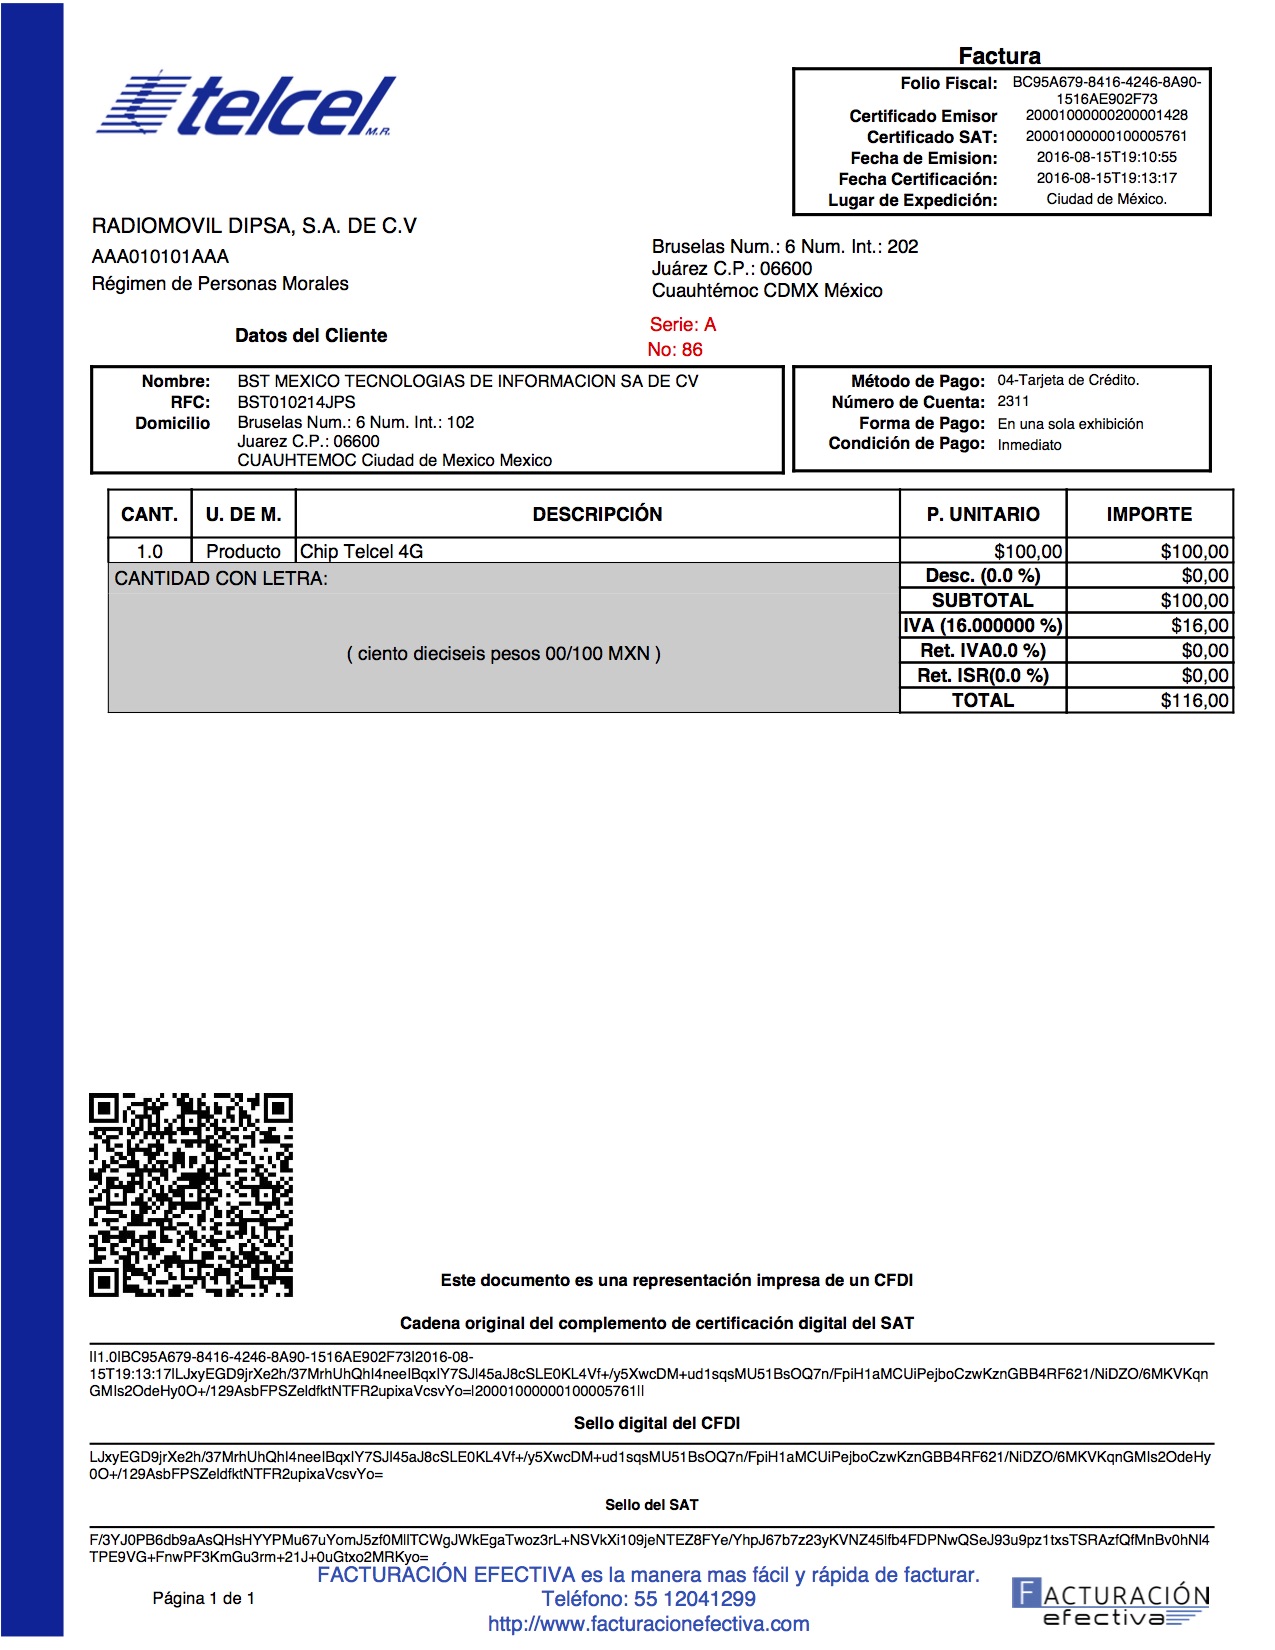 telcel M.R.
Factura
Folio Fiscal: BC95A679-8416-4246-8A90-
1516AE902F73
Certificado Emisor 20001000000200001428
Certificado SAT: 20001000000100005761
Fecha de Emision: 2016-08-15T19:10:55
Fecha Certificación: 2016-08-15T19:13:17
Lugar de Expedición: Ciudad de México.
RADIOMOVIL DIPSA, S.A. DE C.V
AAA010101AAA
Régimen de Personas Morales
Bruselas Num.: 6 Num. Int.: 202
Juárez C.P.: 06600
Cuauhtémoc CDMX México
Serie: A
No: 86
Datos del Cliente
Nombre: BST MEXICO TECNOLOGIAS DE INFORMACION SA DE CV
RFC: BST010214JPS
Domicilio Bruselas Num.: 6 Num. Int.: 102
Juarez C.P.: 06600
CUAUHTEMOC Ciudad de Mexico Mexico
Método de Pago: 04-Tarjeta de Crédito.
Número de Cuenta: 2311
Forma de Pago: En una sola exhibición
Condición de Pago: Inmediato
CANT. U. DE M. DESCRIPCIÓN P. UNITARIO IMPORTE
1.0 Producto Chip Telcel 4G $100,00 $100,00
CANTIDAD CON LETRA:
( ciento dieciseis pesos 00/100 MXN )
Desc. (0.0 %) $0,00
SUBTOTAL $100,00
IVA (16.000000 %) $16,00
Ret. IVA0.0 %) $0,00
Ret. ISR(0.0 %) $0,00
TOTAL $116,00
Este documento es una representación impresa de un CFDI
Cadena original del complemento de certificación digital del SAT
||1.0|BC95A679-8416-4246-8A90-1516AE902F73|2016-08-
15T19:13:17|LJxyEGD9jrXe2h/37MrhUhQhI4neeIBqxIY7SJI45aJ8cSLE0KL4Vf+/y5XwcDM+ud1sqsMU51BsOQ7n/FpiH1aMCUiPejboCzwKznGBB4RF621/NiDZO/6MKVKqn
GMIs2OdeHy0O+/129AsbFPSZeIdfktNTFR2upixaVcsvYo=|20001000000100005761||
Sello digital del CFDI
LJxyEGD9jrXe2h/37MrhUhQhI4neeIBqxIY7SJI45aJ8cSLE0KL4Vf+/y5XwcDM+ud1sqsMU51BsOQ7n/FpiH1aMCUiPejboCzwKznGBB4RF621/NiDZO/6MKVKqnGMIs2OdeHy
0O+/129AsbFPSZeIdfktNTFR2upixaVcsvYo=
Sello del SAT
F/3YJ0PB6db9aAsQHsHYYPMu67uYomJ5zf0MIITCWgJWkEgaTwoz3rL+NSVkXi109jeNTEZ8FYe/YhpJ67b7z23yKVNZ45Ifb4FDPNwQSeJ93u9pz1txsTSRAzfQfMnBv0hNI4
TPE9VG+FnwPF3KmGu3rm+21J+0uGtxo2MRKyo=
FACTURACIÓN EFECTIVA es la manera mas fácil y rápida de facturar.
Teléfono: 55 12041299
http://www.facturacionefectiva.com
Página 1 de 1
FACTURACIÓN
efectiva